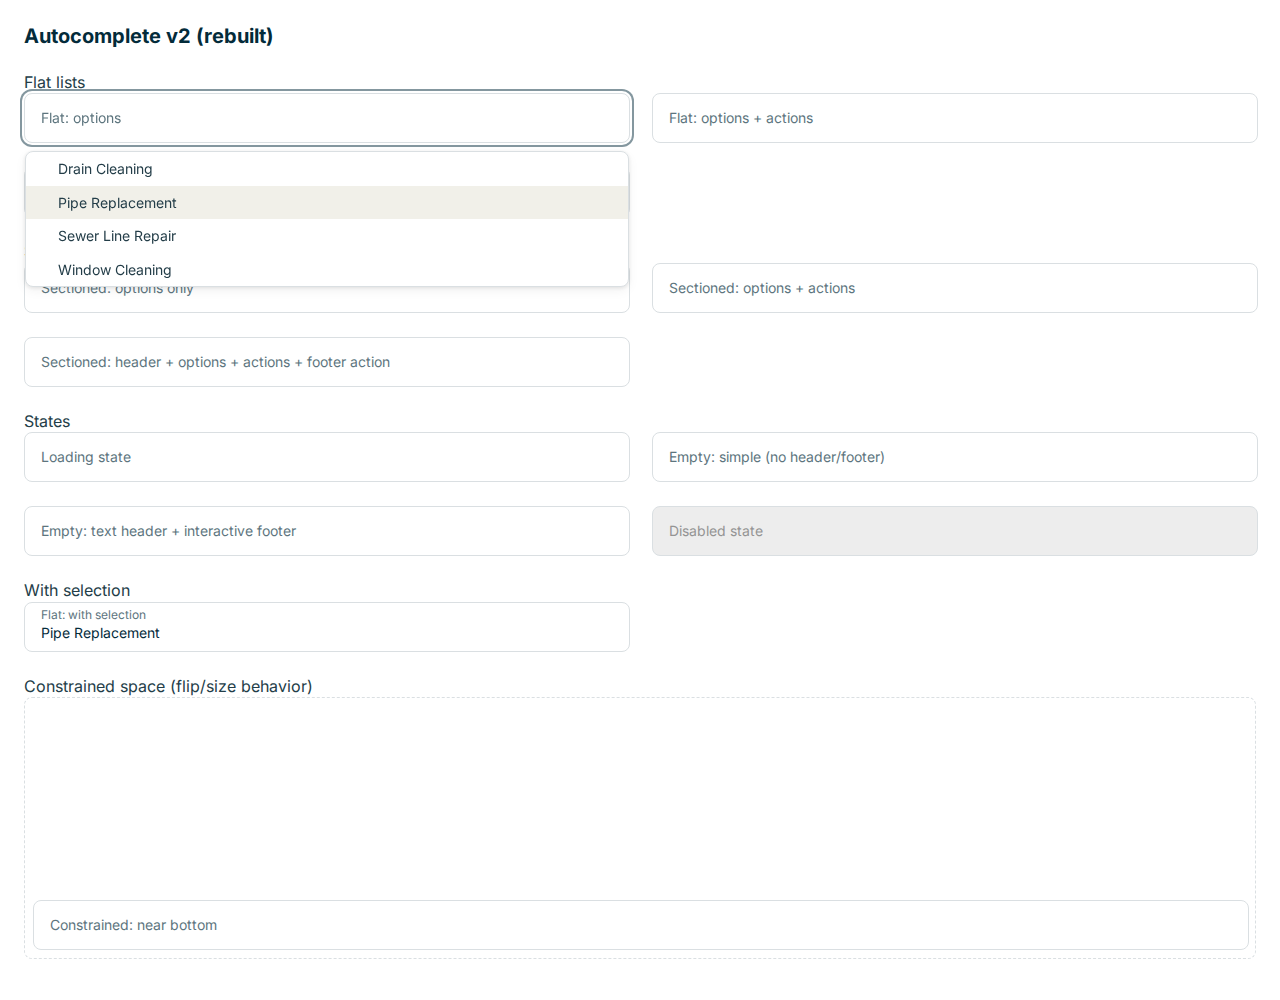 Autocomplete v2 (rebuilt)
Flat lists
Flat: options
Flat: options + actions
Drain Cleaning
Pipe Replacement
Sewer Line Repair
Window Cleaning
Sectioned: options only
Sectioned: options + actions
Sectioned: header + options + actions + footer action
States
Loading state
Empty: simple (no header/footer)
Empty: text header + interactive footer
Disabled state
With selection
Flat: with selection
Pipe Replacement
Constrained space (flip/size behavior)
Constrained: near bottom